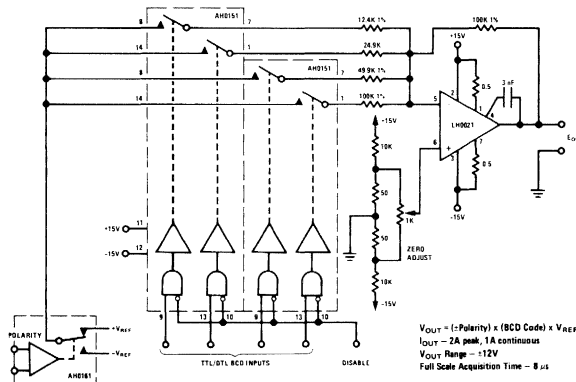 AH0151
8
7
12.4K 1%
100K 1%
14
1
24.9K
+15V
AH0151
8
7
49.9K 1%
0.5
3 nF
14
1
100K 1%
5
2
1
4
LH0021
-15V
6
3
7
10K
0.5
50
1K
-15V
50
ZERO
ADJUST
+15V
11
-15V
12
10K
-15V
9
13
10
9
13
10
POLARITY
+VREF
-VREF
AH0161
TTL/DTL BCD INPUTS
DISABLE
VOUT = (±Polarity) x (BCD Code) x VREF
IOUT – 2A peak, 1A continuous
VOUT Range – ±12V
Full Scale Acquisition Time – 8 µs